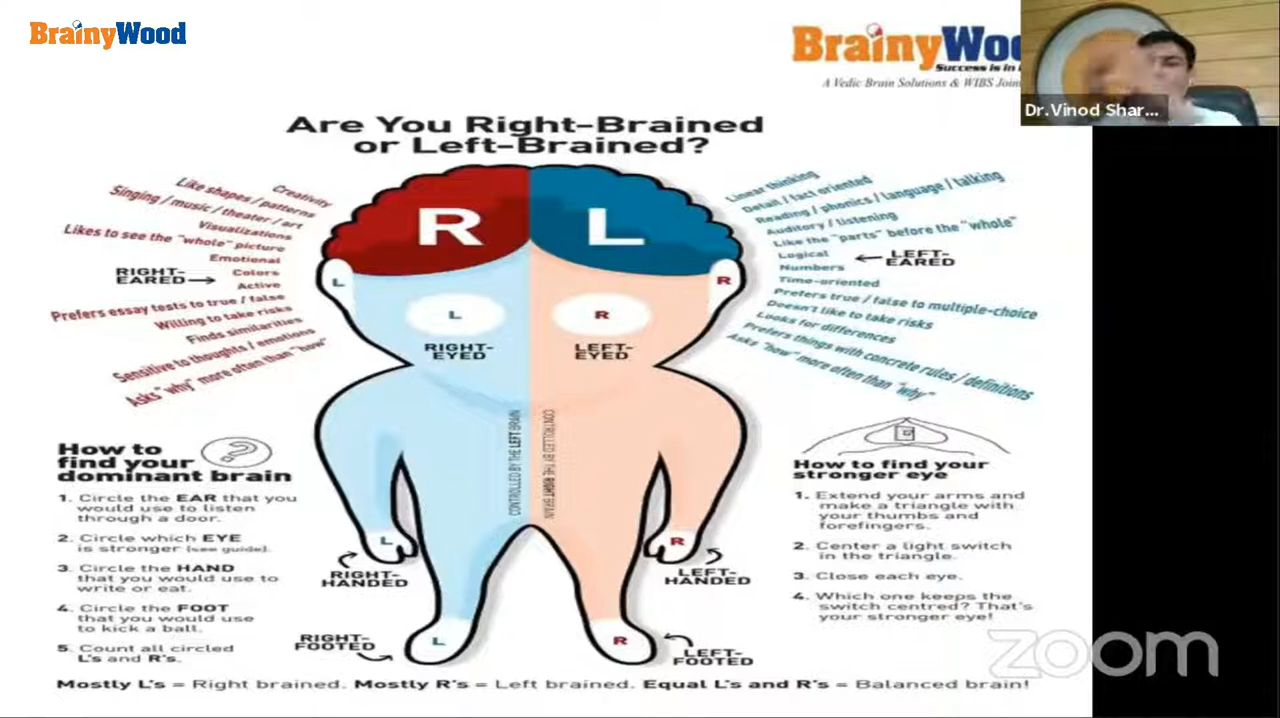 BrainyWood
BrainyWoo
Success is in
A Vedic Brain Solutions & WIBS Join
Dr.Vinod Shar...
Are You Right-Brained
or Left-Brained?
Creativity
Like shapes / patterns
Singing / music / theater / art
Visualizations
Likes to see the "whole" picture
Emotional
Colors
Active
Prefers essay tests to true / false
Willing to take risks
Finds similarities
Sensitive to thoughts / emotions
Asks "why" more often than "how"
RIGHT-
EARED
R
L
Linear thinking
Detail / fact oriented
Reading / phonics / language / talking
Auditory / listening
Like the "parts" before the "whole"
Logical
Numbers
Time-oriented
Prefers true / false to multiple-choice
Doesn't like to take risks
Looks for differences
Prefers things with concrete rules / definitions
Asks "how" more often than "why"
LEFT-
EARED
L
R
L
R
RIGHT-
EYED
LEFT-
EYED
CONTROLLED BY THE LEFT BRAIN
CONTROLLED BY THE RIGHT BRAIN
L
R
RIGHT-
HANDED
LEFT-
HANDED
L
R
RIGHT-
FOOTED
LEFT-
FOOTED
How to
find your
dominant brain
?
1. Circle the EAR that you
would use to listen
through a door.
2. Circle which EYE
is stronger (see guide).
3. Circle the HAND
that you would use to
write or eat.
4. Circle the FOOT
that you would use
to kick a ball.
5. Count all circled
L's and R's.
How to find your
stronger eye
1. Extend your arms and
make a triangle with
your thumbs and
forefingers.
2. Center a light switch
in the triangle.
3. Close each eye.
4. Which one keeps the
switch centred? That's
your stronger eye!
Mostly L's = Right brained. Mostly R's = Left brained. Equal L's and R's = Balanced brain!
zoom